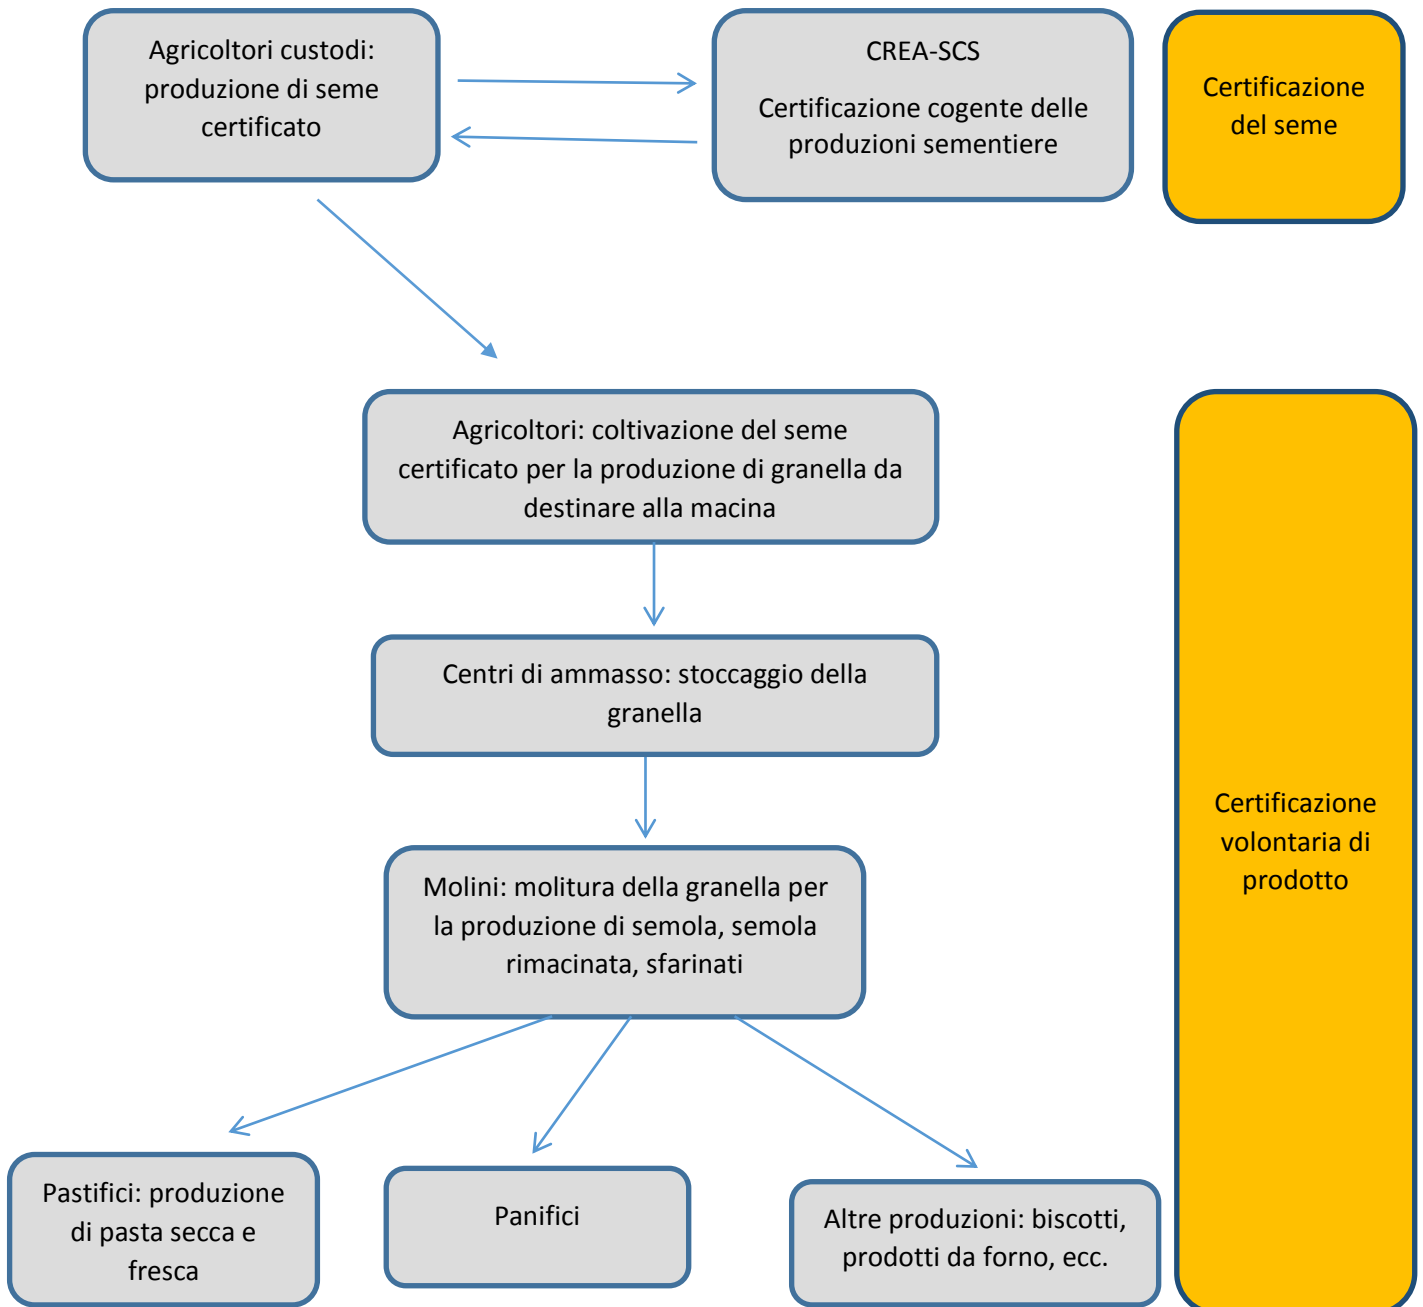 Agricoltori custodi:
produzione di seme
certificato
CREA-SCS
Certificazione cogente delle
produzioni sementiere
Certificazione
del seme
Agricoltori: coltivazione del seme
certificato per la produzione di granella da
destinare alla macina
Centri di ammasso: stoccaggio della
granella
Molini: molitura della granella per
la produzione di semola, semola
rimacinata, sfarinati
Certificazione
volontaria di
prodotto
Pastifici: produzione
di pasta secca e
fresca
Panifici
Altre produzioni: biscotti,
prodotti da forno, ecc.